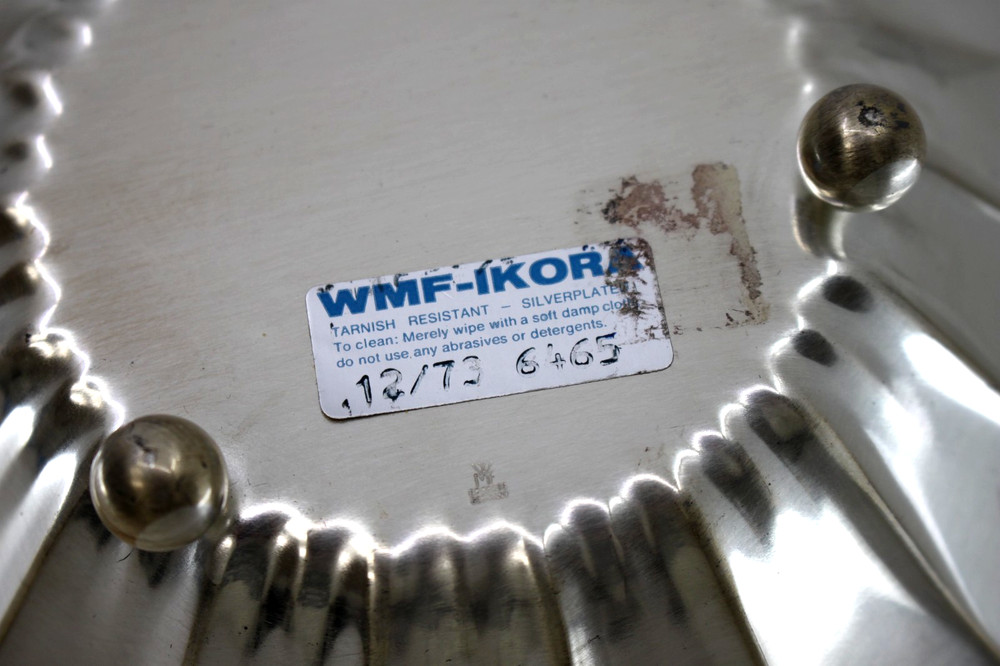 WMF-IKORA
TARNISH RESISTANT – SILVERPLATED
To clean: Merely wipe with a soft damp cloth
do not use any abrasives or detergents.
12/73 6465